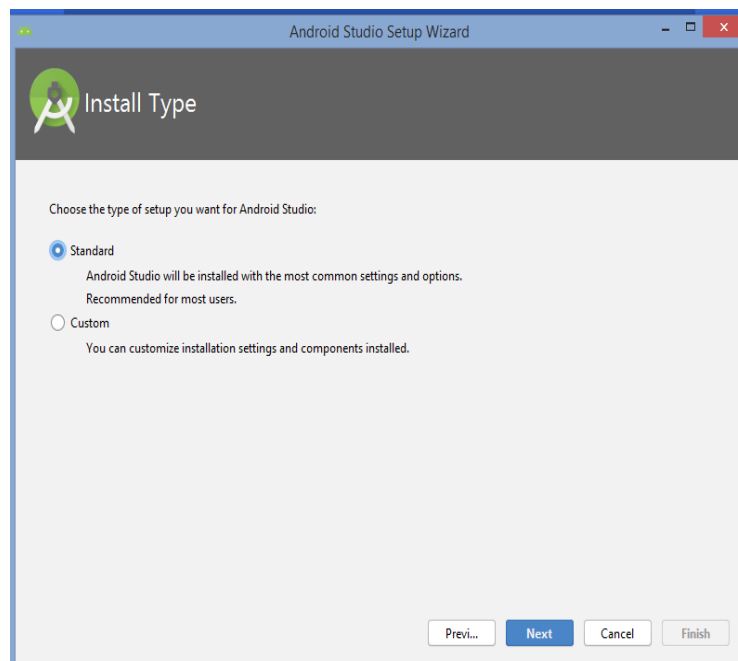 Android Studio Setup Wizard
Install Type
Choose the type of setup you want for Android Studio:
Standard
Android Studio will be installed with the most common settings and options.
Recommended for most users.
Custom
You can customize installation settings and components installed.
Previ... Next Cancel Finish